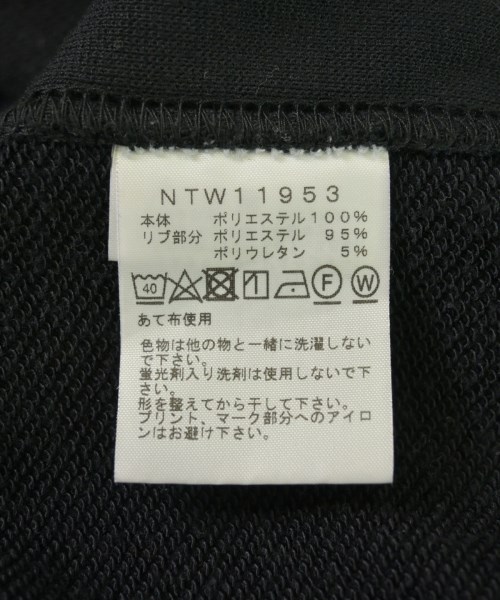 NTW11953
本体 ポリエステル100%
リブ部分 ポリエステル 95%
ポリウレタン 5%
40 F W
あて布使用
色物は他の物と一緒に洗濯しない
で下さい。
蛍光剤入り洗剤は使用しないで下
さい。
形を整えてから干して下さい。
プリント、マーク部分へのアイロ
ンはお避け下さい。